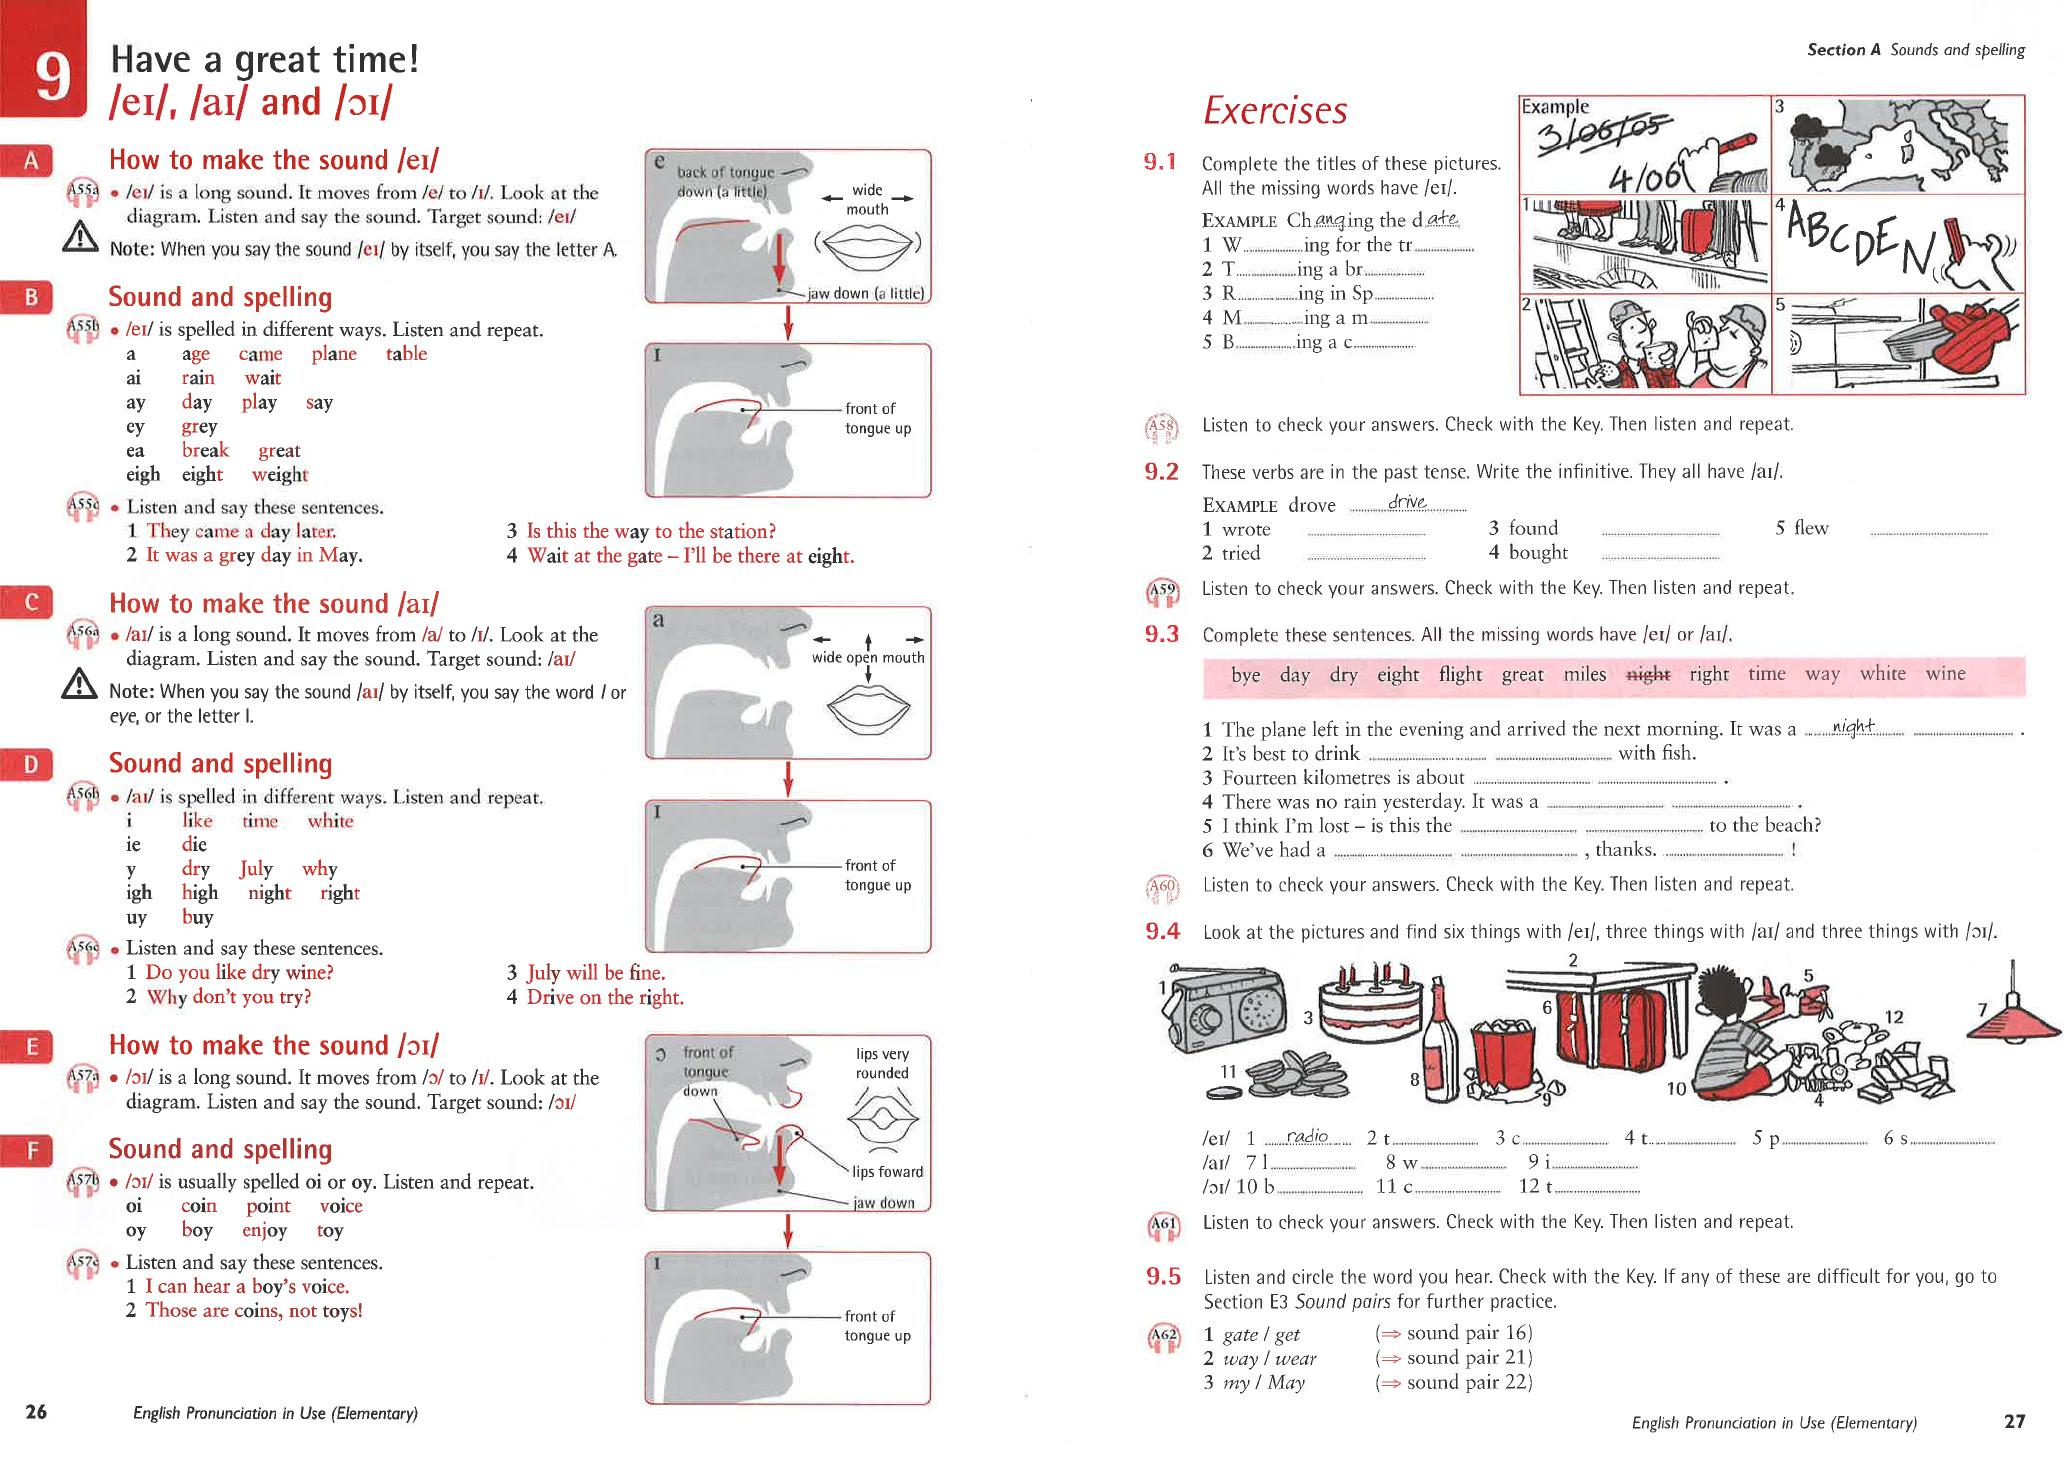 9
Have a great time!
/eɪ/, /aɪ/ and /ɔɪ/
A
How to make the sound /eɪ/
A55a
• /eɪ/ is a long sound. It moves from /e/ to /ɪ/. Look at the
diagram. Listen and say the sound. Target sound: /eɪ/
Note: When you say the sound /eɪ/ by itself, you say the letter A.
e
back of tongue
down (a little)
wide
mouth
jaw down (a little)
ɪ
front of
tongue up
B
Sound and spelling
A55b
• /eɪ/ is spelled in different ways. Listen and repeat.
a age came plane table
ai rain wait
ay day play say
ey grey
ea break great
eigh eight weight
A55c
• Listen and say these sentences.
1 They came a day later.
2 It was a grey day in May.
3 Is this the way to the station?
4 Wait at the gate – I'll be there at eight.
C
How to make the sound /aɪ/
A56a
• /aɪ/ is a long sound. It moves from /a/ to /ɪ/. Look at the
diagram. Listen and say the sound. Target sound: /aɪ/
Note: When you say the sound /aɪ/ by itself, you say the word I or
eye, or the letter I.
a
wide open mouth
ɪ
front of
tongue up
D
Sound and spelling
A56b
• /aɪ/ is spelled in different ways. Listen and repeat.
i like time white
ie die
y dry July why
igh high night right
uy buy
A56c
• Listen and say these sentences.
1 Do you like dry wine?
2 Why don't you try?
3 July will be fine.
4 Drive on the right.
E
How to make the sound /ɔɪ/
A57a
• /ɔɪ/ is a long sound. It moves from /ɔ/ to /ɪ/. Look at the
diagram. Listen and say the sound. Target sound: /ɔɪ/
ɔ
front of
tongue
down
lips very
rounded
lips foward
jaw down
ɪ
front of
tongue up
F
Sound and spelling
A57b
• /ɔɪ/ is usually spelled oi or oy. Listen and repeat.
oi coin point voice
oy boy enjoy toy
A57c
• Listen and say these sentences.
1 I can hear a boy's voice.
2 Those are coins, not toys!
26
English Pronunciation in Use (Elementary)
Section A Sounds and spelling
Exercises
9.1 Complete the titles of these pictures.
All the missing words have /eɪ/.
EXAMPLE Changing the date.
1 W..........ing for the tr..........
2 T..........ing a br..........
3 R..........ing in Sp..........
4 M..........ing a m..........
5 B..........ing a c..........
Example
3/06/05
4/06
3
1
4
ABCDEN
2
5
A58
Listen to check your answers. Check with the Key. Then listen and repeat.
9.2 These verbs are in the past tense. Write the infinitive. They all have /aɪ/.
EXAMPLE drove drive
1 wrote .......... 3 found .......... 5 flew ..........
2 tried .......... 4 bought ..........
A59
Listen to check your answers. Check with the Key. Then listen and repeat.
9.3 Complete these sentences. All the missing words have /eɪ/ or /aɪ/.
bye day dry eight flight great miles night right time way white wine
1 The plane left in the evening and arrived the next morning. It was a night .......... .
2 It's best to drink .......... .......... with fish.
3 Fourteen kilometres is about .......... .......... .
4 There was no rain yesterday. It was a .......... .......... .
5 I think I'm lost – is this the .......... .......... to the beach?
6 We've had a .......... .......... , thanks. .......... !
A60
Listen to check your answers. Check with the Key. Then listen and repeat.
9.4 Look at the pictures and find six things with /eɪ/, three things with /aɪ/ and three things with /ɔɪ/.
1
2
3
5
6
7
12
11
8
9
10
4
/eɪ/ 1 radio 2 t.......... 3 c.......... 4 t.......... 5 p.......... 6 s..........
/aɪ/ 7 l.......... 8 w.......... 9 i..........
/ɔɪ/ 10 b.......... 11 c.......... 12 t..........
A61
Listen to check your answers. Check with the Key. Then listen and repeat.
9.5 Listen and circle the word you hear. Check with the Key. If any of these are difficult for you, go to
Section E3 Sound pairs for further practice.
A62
1 gate / get (⇒ sound pair 16)
2 way / wear (⇒ sound pair 21)
3 my / May (⇒ sound pair 22)
English Pronunciation in Use (Elementary)
27